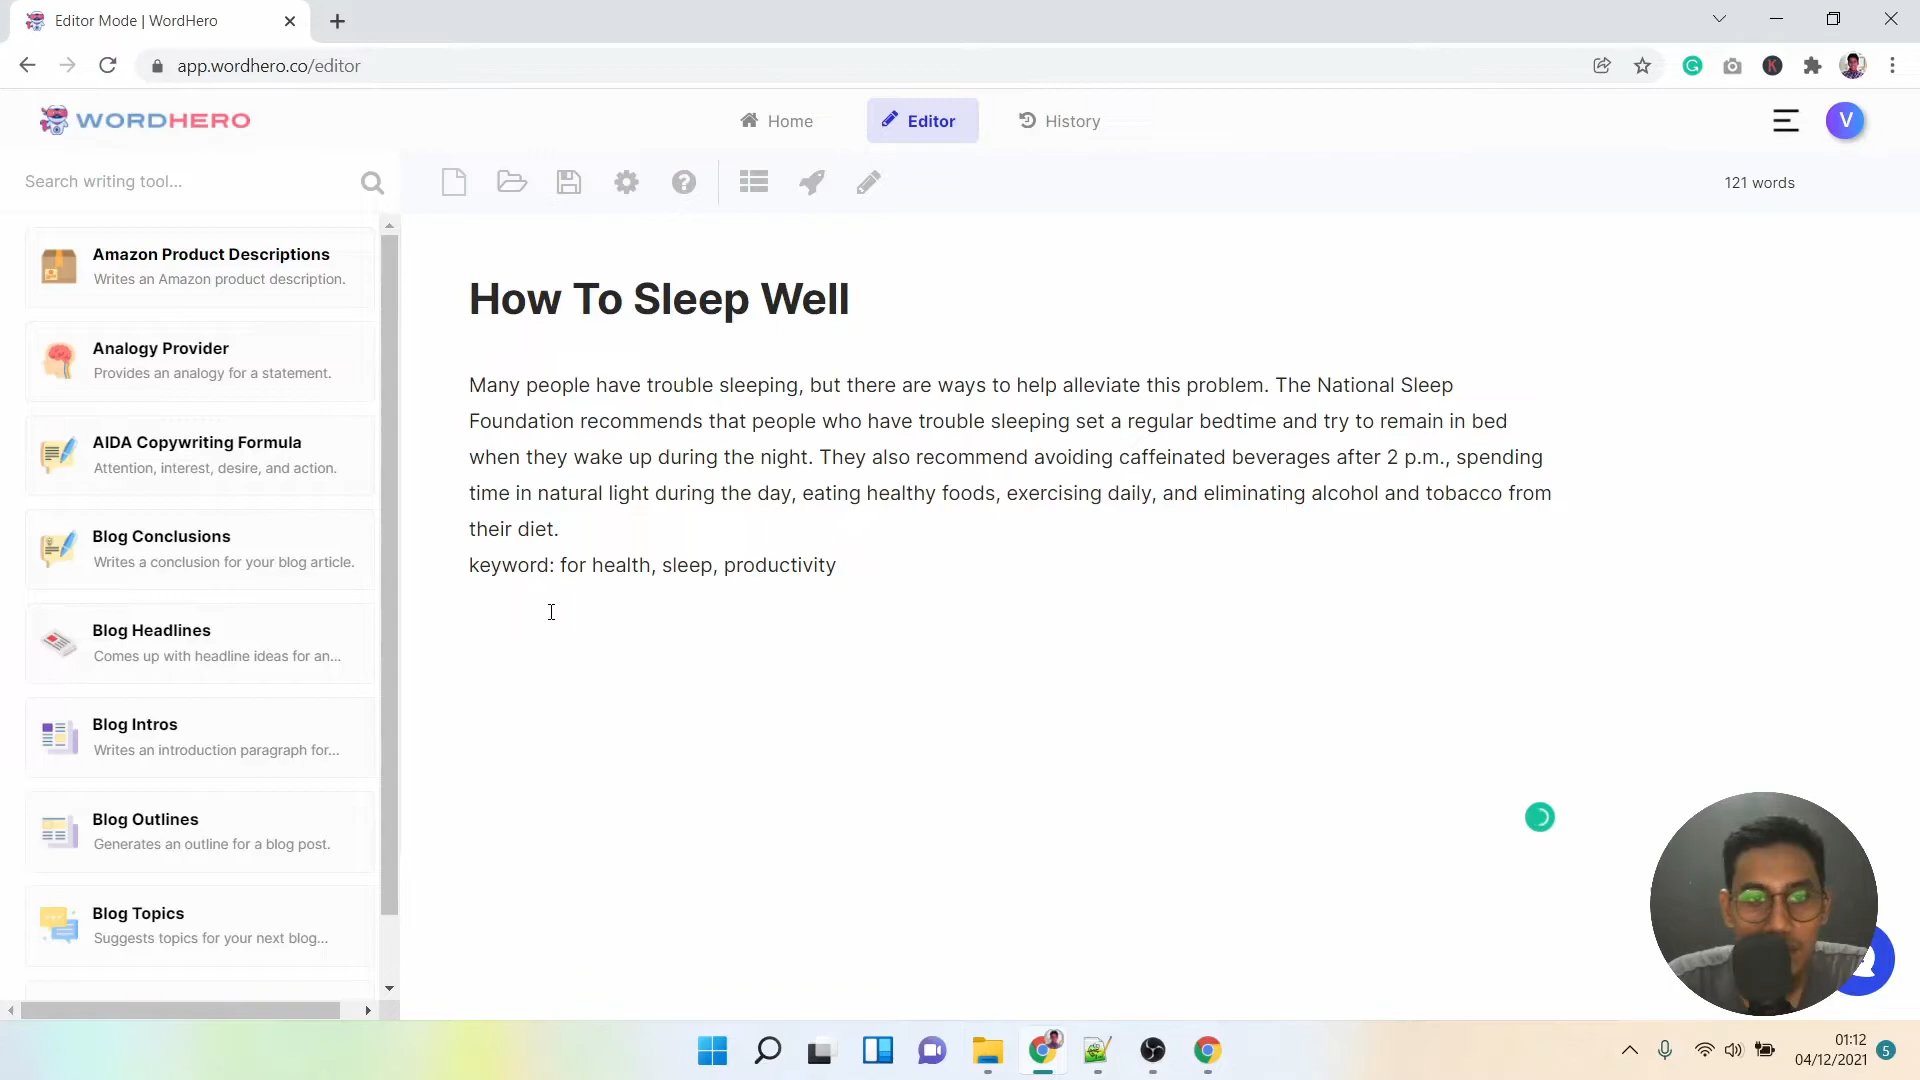 Editor Mode | WordHero
app.wordhero.co/editor
WORDHERO
Home
Editor
History
V
Search writing tool...
121 words
Amazon Product Descriptions
Writes an Amazon product description.
Analogy Provider
Provides an analogy for a statement.
AIDA Copywriting Formula
Attention, interest, desire, and action.
Blog Conclusions
Writes a conclusion for your blog article.
Blog Headlines
Comes up with headline ideas for an...
Blog Intros
Writes an introduction paragraph for...
Blog Outlines
Generates an outline for a blog post.
Blog Topics
Suggests topics for your next blog...
How To Sleep Well
Many people have trouble sleeping, but there are ways to help alleviate this problem. The National Sleep
Foundation recommends that people who have trouble sleeping set a regular bedtime and try to remain in bed
when they wake up during the night. They also recommend avoiding caffeinated beverages after 2 p.m., spending
time in natural light during the day, eating healthy foods, exercising daily, and eliminating alcohol and tobacco from
their diet.
keyword: for health, sleep, productivity
01:12
04/12/2021
5